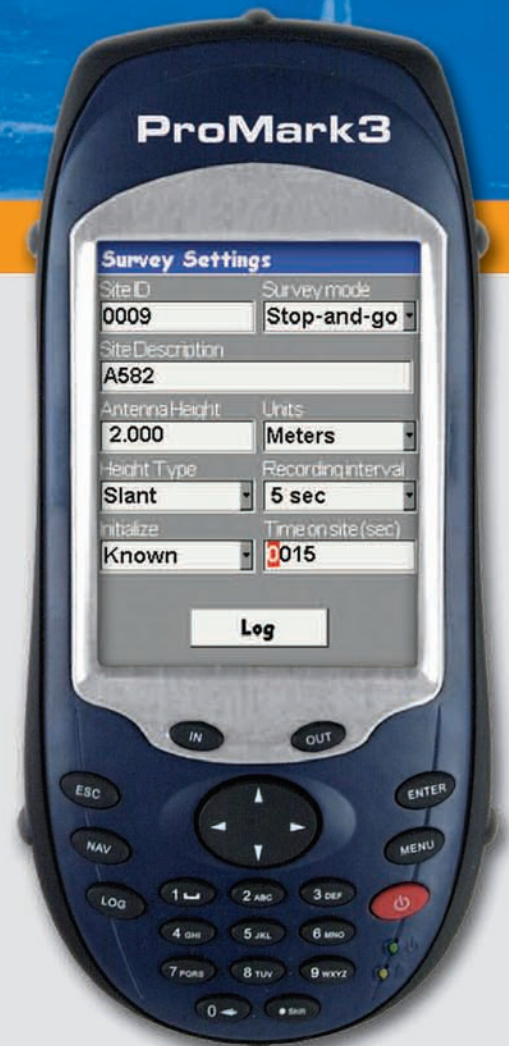 ProMark3
Survey Settings
Site ID Survey mode
0009 Stop-and-go
Site Description
A582
Antenna Height Units
2.000 Meters
Height Type Recording interval
Slant 5 sec
Initialize Time on site (sec)
Known 0015
Log
IN OUT
ESC ENTER
NAV MENU
LOG 1 2 ABC 3 DEF
4 GHI 5 JKL 6 MNO
7 PQRS 8 TUV 9 WXYZ
0 Shift